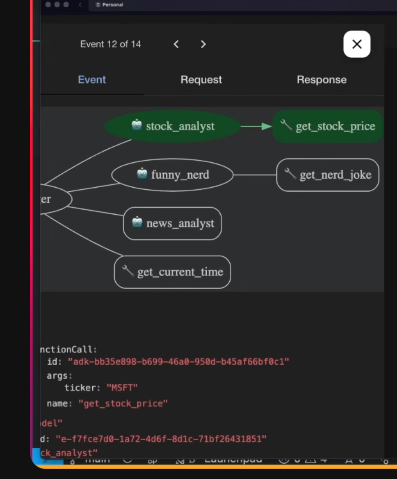 Personal
Event 12 of 14
Event Request Response
stock_analyst get_stock_price
funny_nerd get_nerd_joke
er
news_analyst
get_current_time
nctionCall:
id: "adk-bb35e898-b699-46a0-950d-b45af66bf0c1"
args:
ticker: "MSFT"
name: "get_stock_price"
del"
d: "e-f7fce7d0-1a72-4d6f-8d1c-71bf26431851"
ck_analyst"
main Launchpad